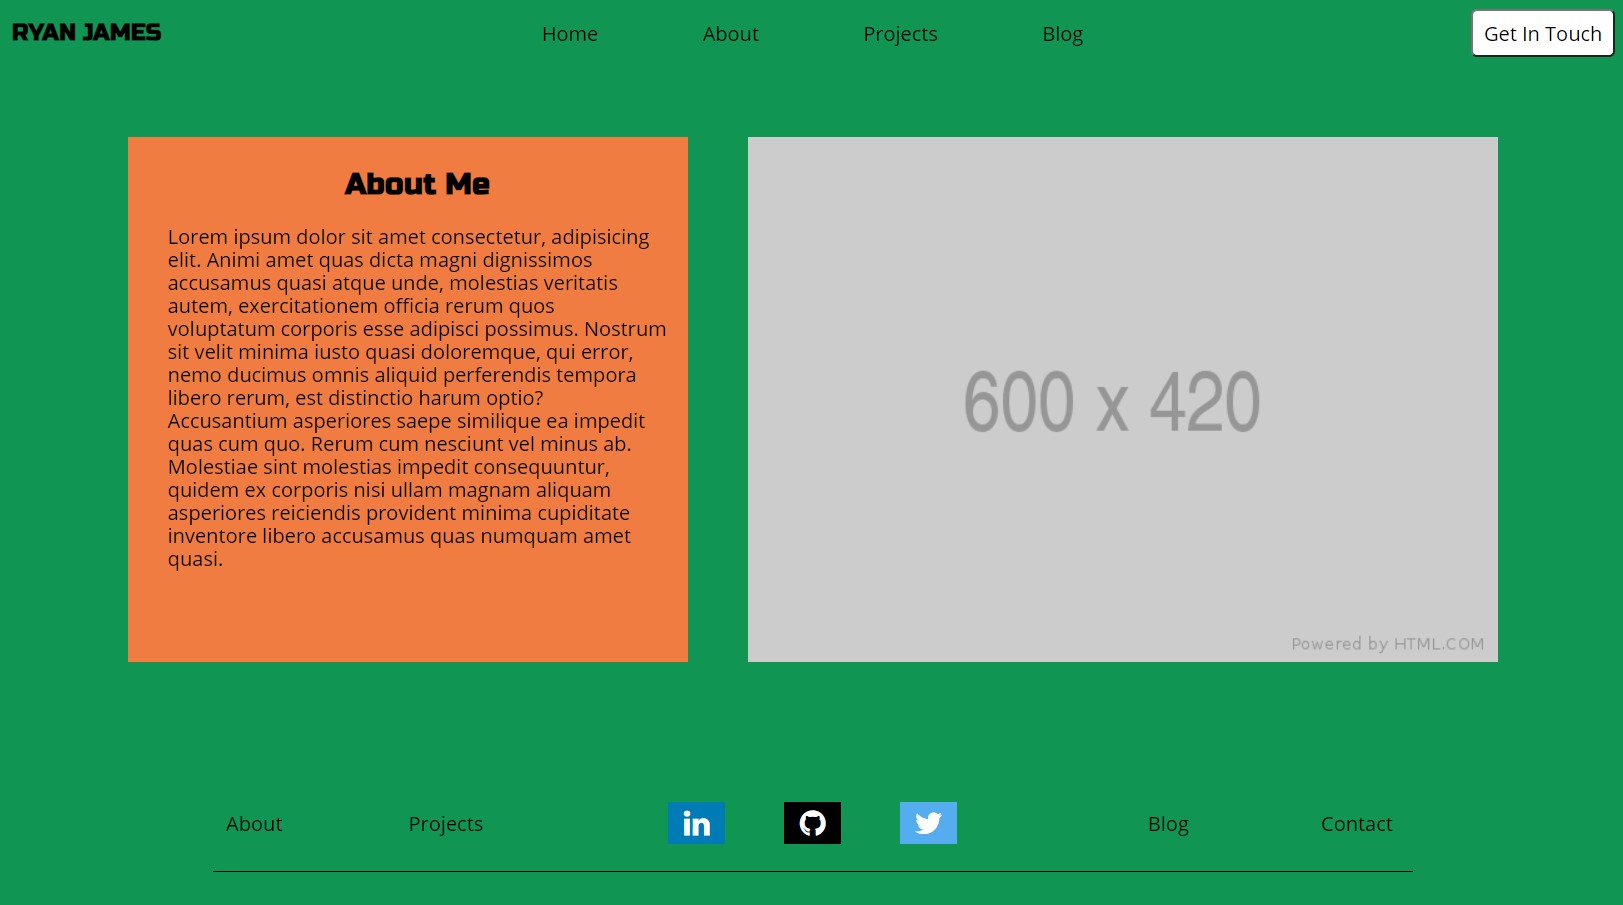 RYAN JAMES
Home
About
Projects
Blog
Get In Touch
About Me
Lorem ipsum dolor sit amet consectetur, adipisicing
elit. Animi amet quas dicta magni dignissimos
accusamus quasi atque unde, molestias veritatis
autem, exercitationem officia rerum quos
voluptatum corporis esse adipisci possimus. Nostrum
sit velit minima iusto quasi doloremque, qui error,
nemo ducimus omnis aliquid perferendis tempora
libero rerum, est distinctio harum optio?
Accusantium asperiores saepe similique ea impedit
quas cum quo. Rerum cum nesciunt vel minus ab.
Molestiae sint molestias impedit consequuntur,
quidem ex corporis nisi ullam magnam aliquam
asperiores reiciendis provident minima cupiditate
inventore libero accusamus quas numquam amet
quasi.
600 x 420
Powered by HTML.COM
About
Projects
in
Blog
Contact